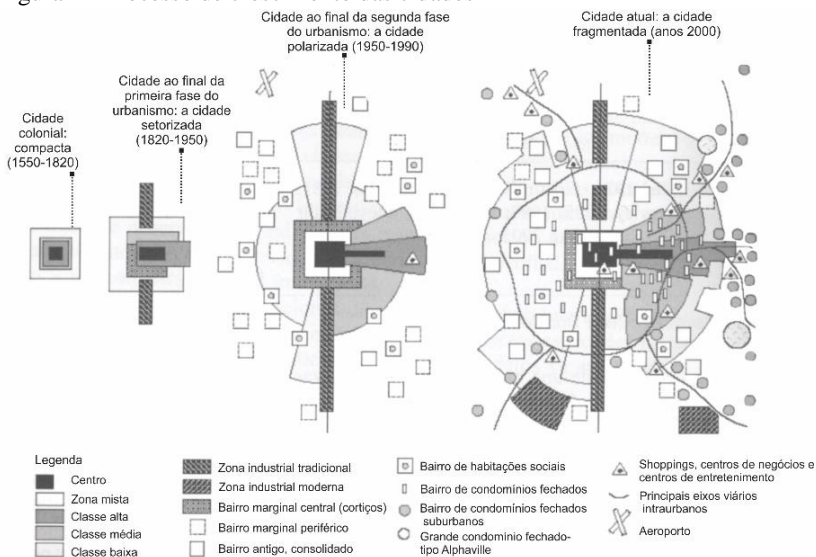 Cidade
colonial:
compacta
(1550-1820)
Cidade ao final da
primeira fase do
urbanismo: a cidade
setorizada
(1820-1950)
Cidade ao final da segunda fase
do urbanismo: a cidade
polarizada (1950-1990)
Cidade atual: a cidade
fragmentada (anos 2000)
Legenda
Centro
Zona mista
Classe alta
Classe média
Classe baixa
Zona industrial tradicional
Zona industrial moderna
Bairro marginal central (cortiços)
Bairro marginal periférico
Bairro antigo, consolidado
Bairro de habitações sociais
Bairro de condomínios fechados
Bairro de condomínios fechados
suburbanos
Grande condomínio fechado-
tipo Alphaville
Shoppings, centros de negócios e
centros de entretenimento
Principais eixos viários
intraurbanos
Aeroporto